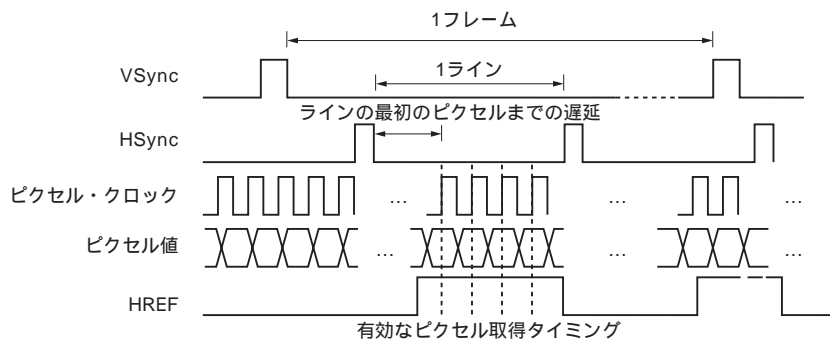 1フレーム
VSync
1ライン
ラインの最初のピクセルまでの遅延
HSync
ピクセル・クロック
...
...
...
ピクセル値
...
...
...
HREF
有効なピクセル取得タイミング